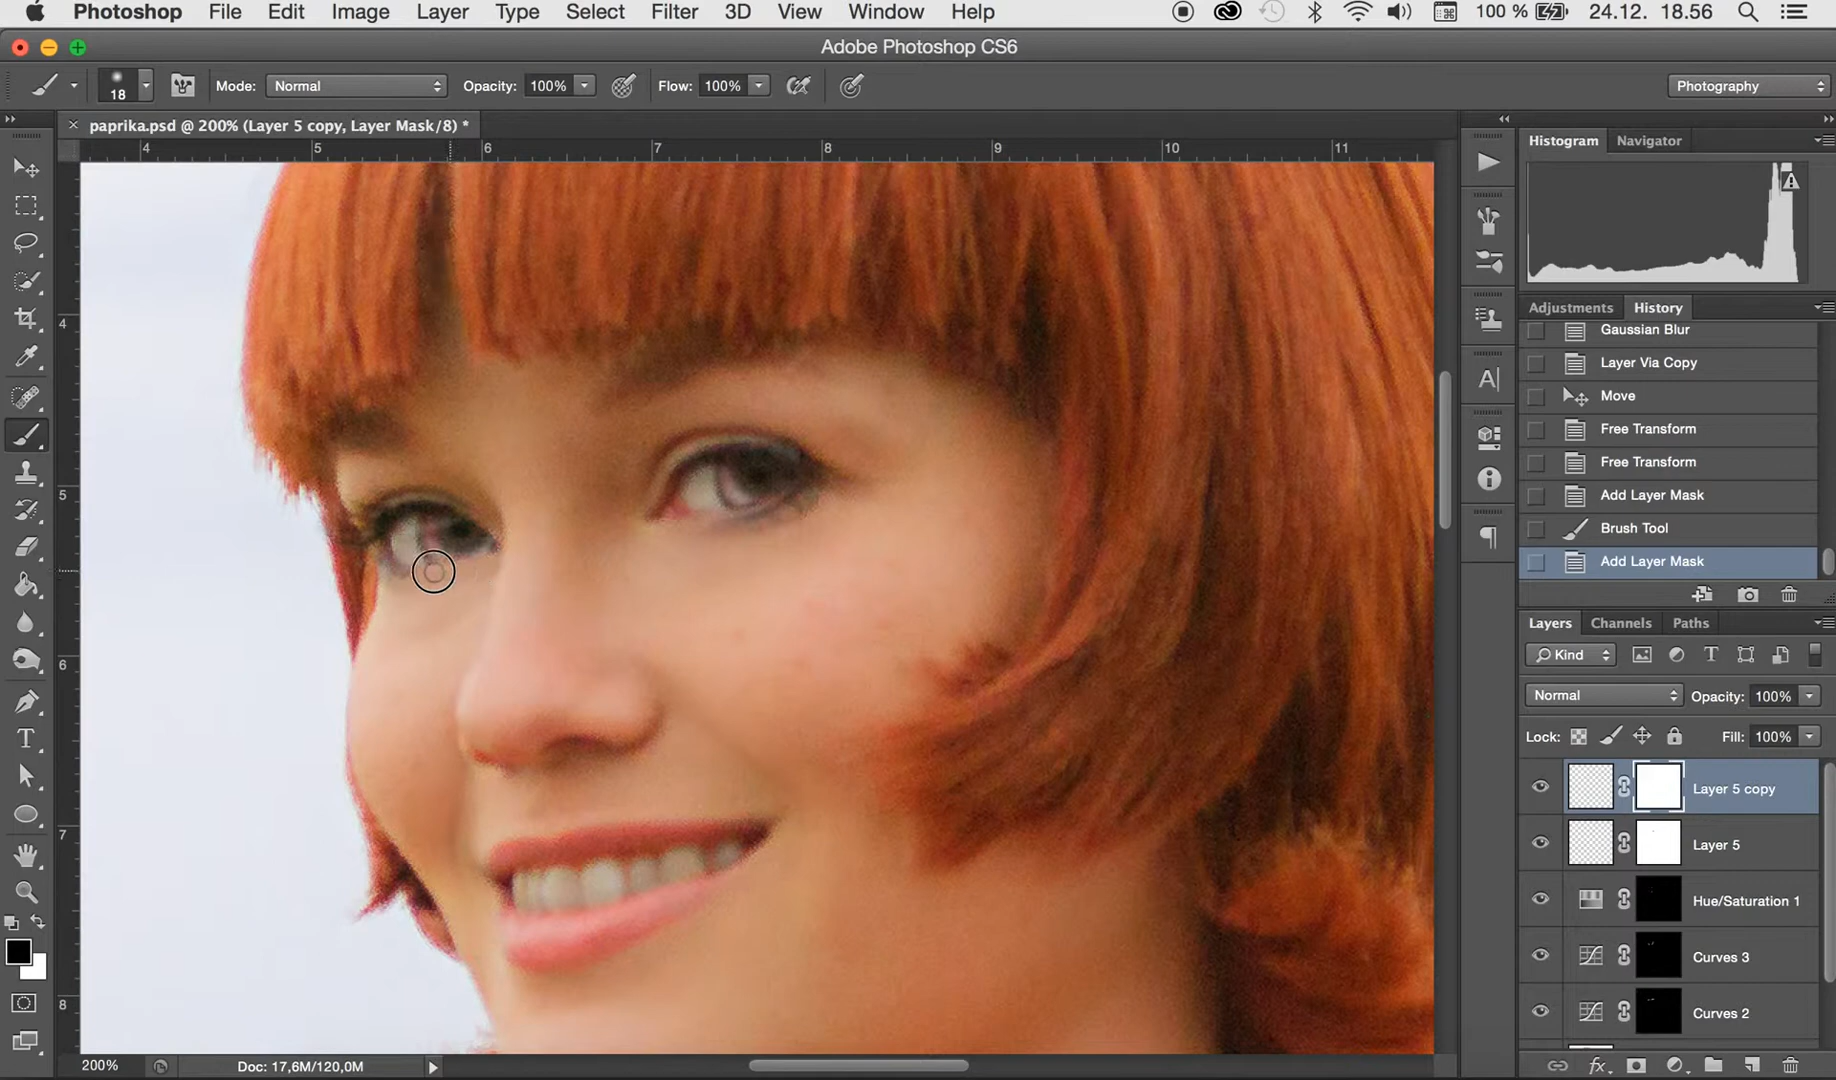 Photoshop File Edit Image Layer Type Select Filter 3D View Window Help 100 % 24.12. 18.56
Adobe Photoshop CS6
18 Mode: Normal Opacity: 100% Flow: 100% Photography
paprika.psd @ 200% (Layer 5 copy, Layer Mask/8) *
4 5 6 7 8 9 10 11
Histogram Navigator
4
5
6
7
8
Adjustments History
Gaussian Blur
Layer Via Copy
Move
Free Transform
Free Transform
Add Layer Mask
Brush Tool
Add Layer Mask
Layers Channels Paths
Kind
Normal Opacity: 100%
Lock: Fill: 100%
Layer 5 copy
Layer 5
Hue/Saturation 1
Curves 3
Curves 2
200% Doc: 17,6M/120,0M